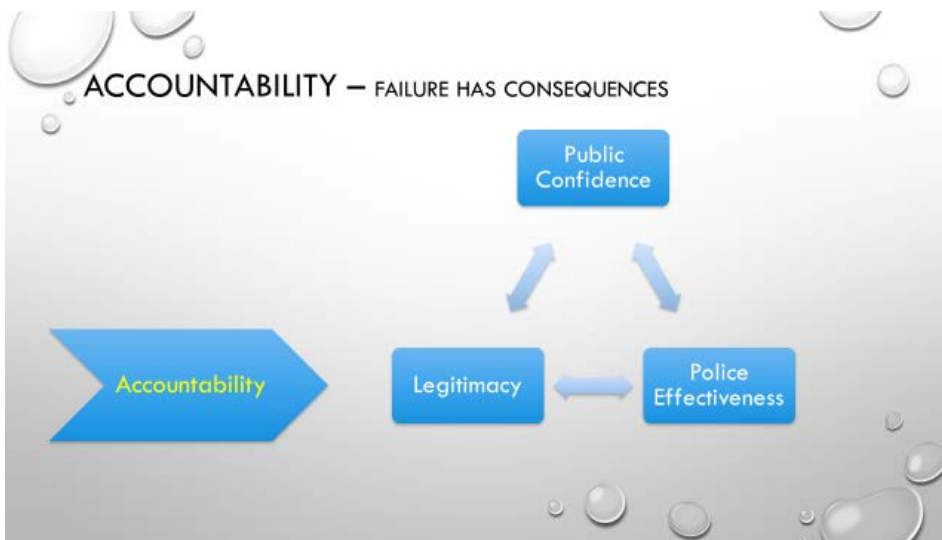 ACCOUNTABILITY – FAILURE HAS CONSEQUENCES
Public
Confidence
Accountability
Legitimacy
Police
Effectiveness